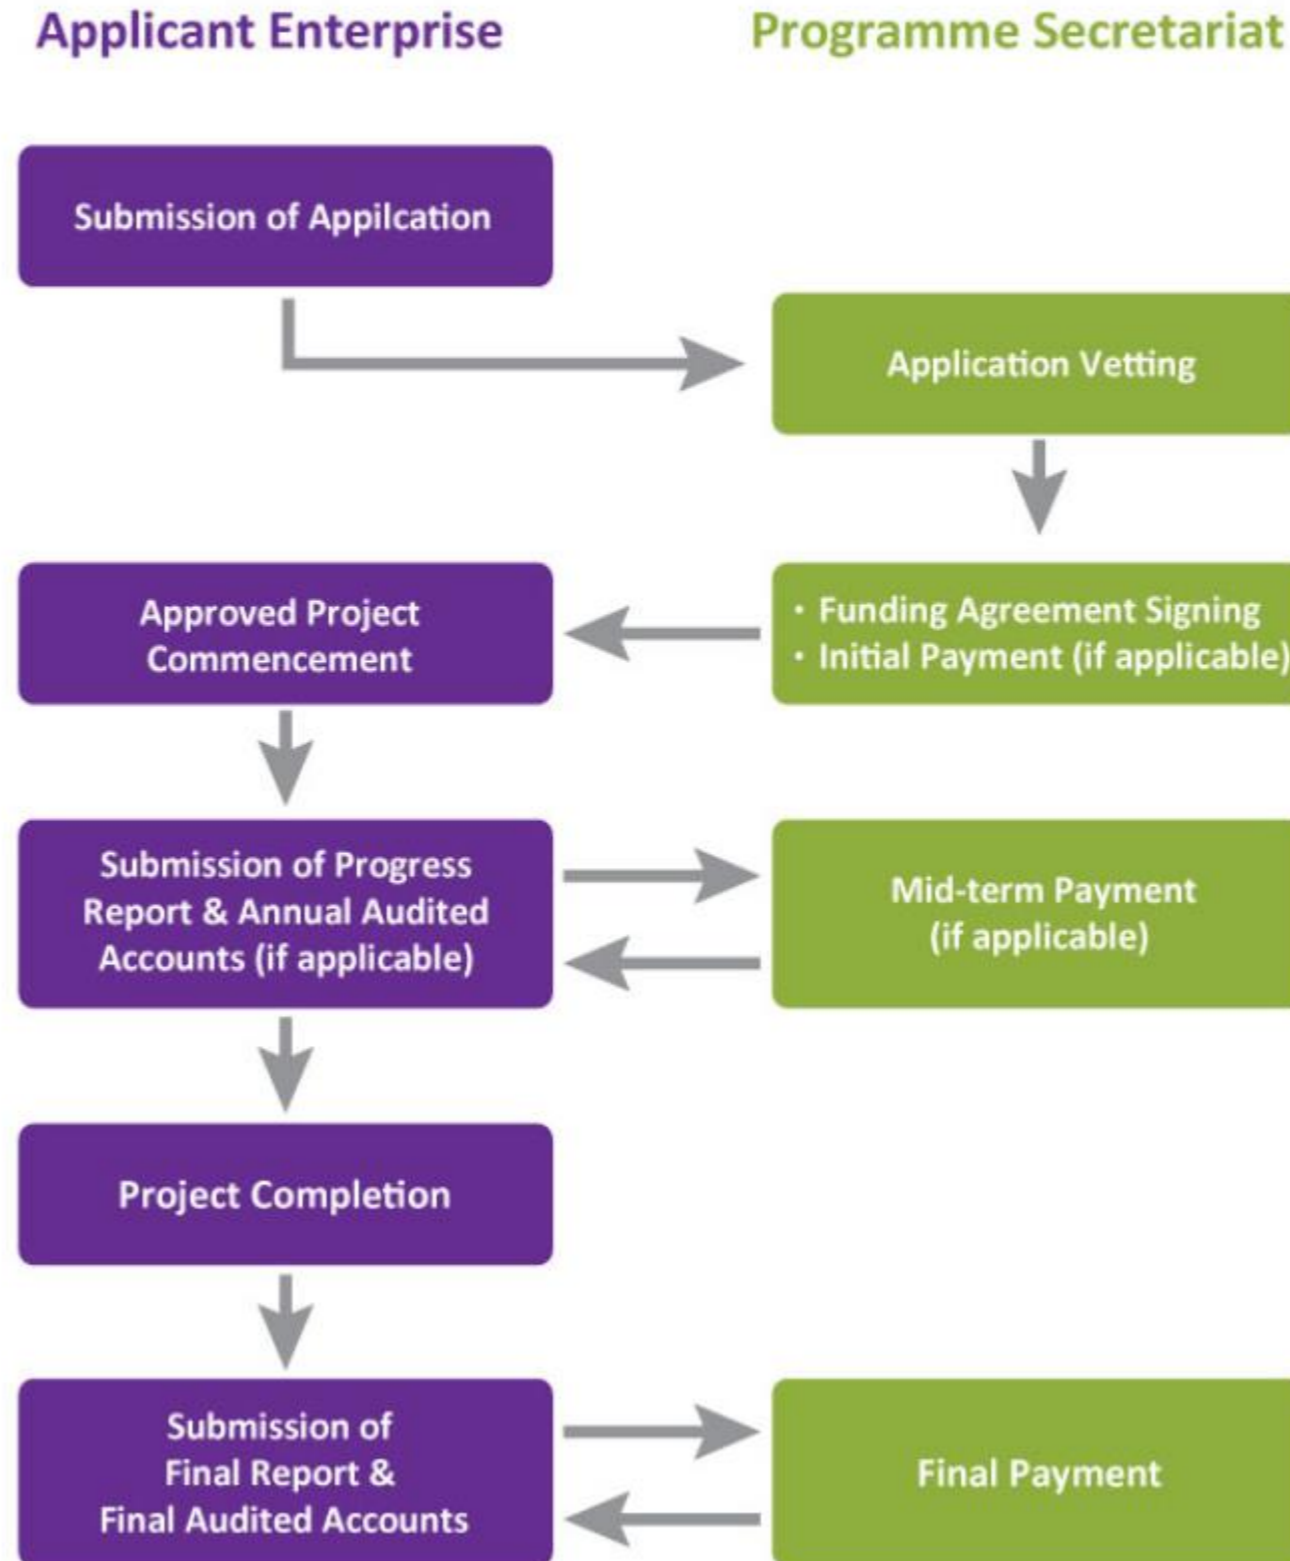 Applicant Enterprise
Programme Secretariat
Submission of Appilcation
Application Vetting
Approved Project
Commencement
• Funding Agreement Signing
• Initial Payment (if applicable)
Submission of Progress
Report & Annual Audited
Accounts (if applicable)
Mid-term Payment
(if applicable)
Project Completion
Submission of
Final Report &
Final Audited Accounts
Final Payment